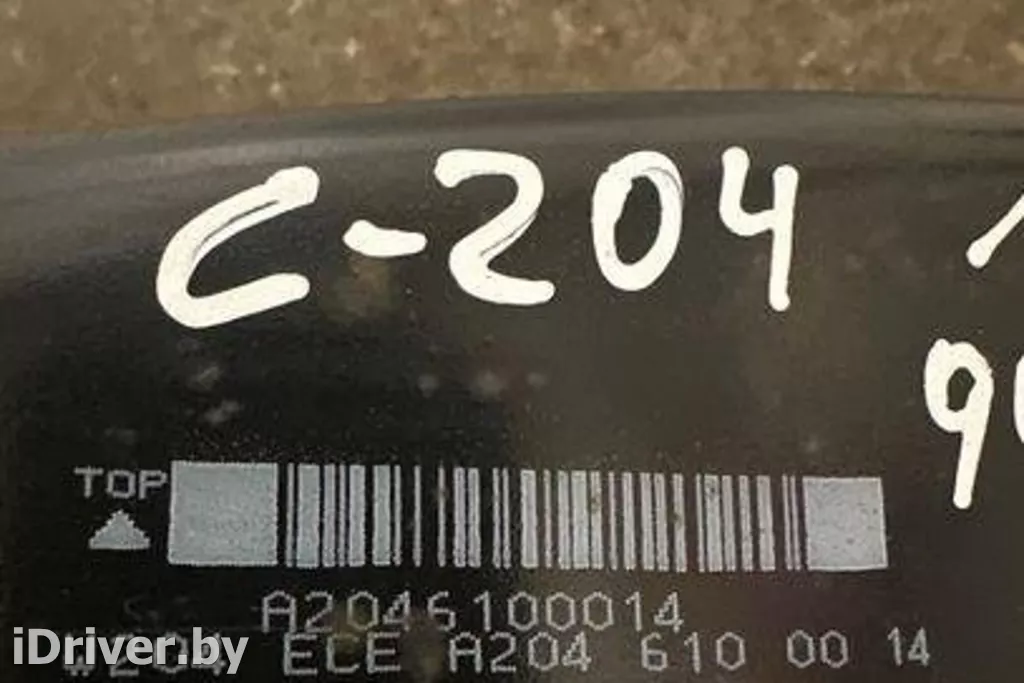 C-204
TOP
A2046100014
ECE A204 610 00 14
iDriver.by